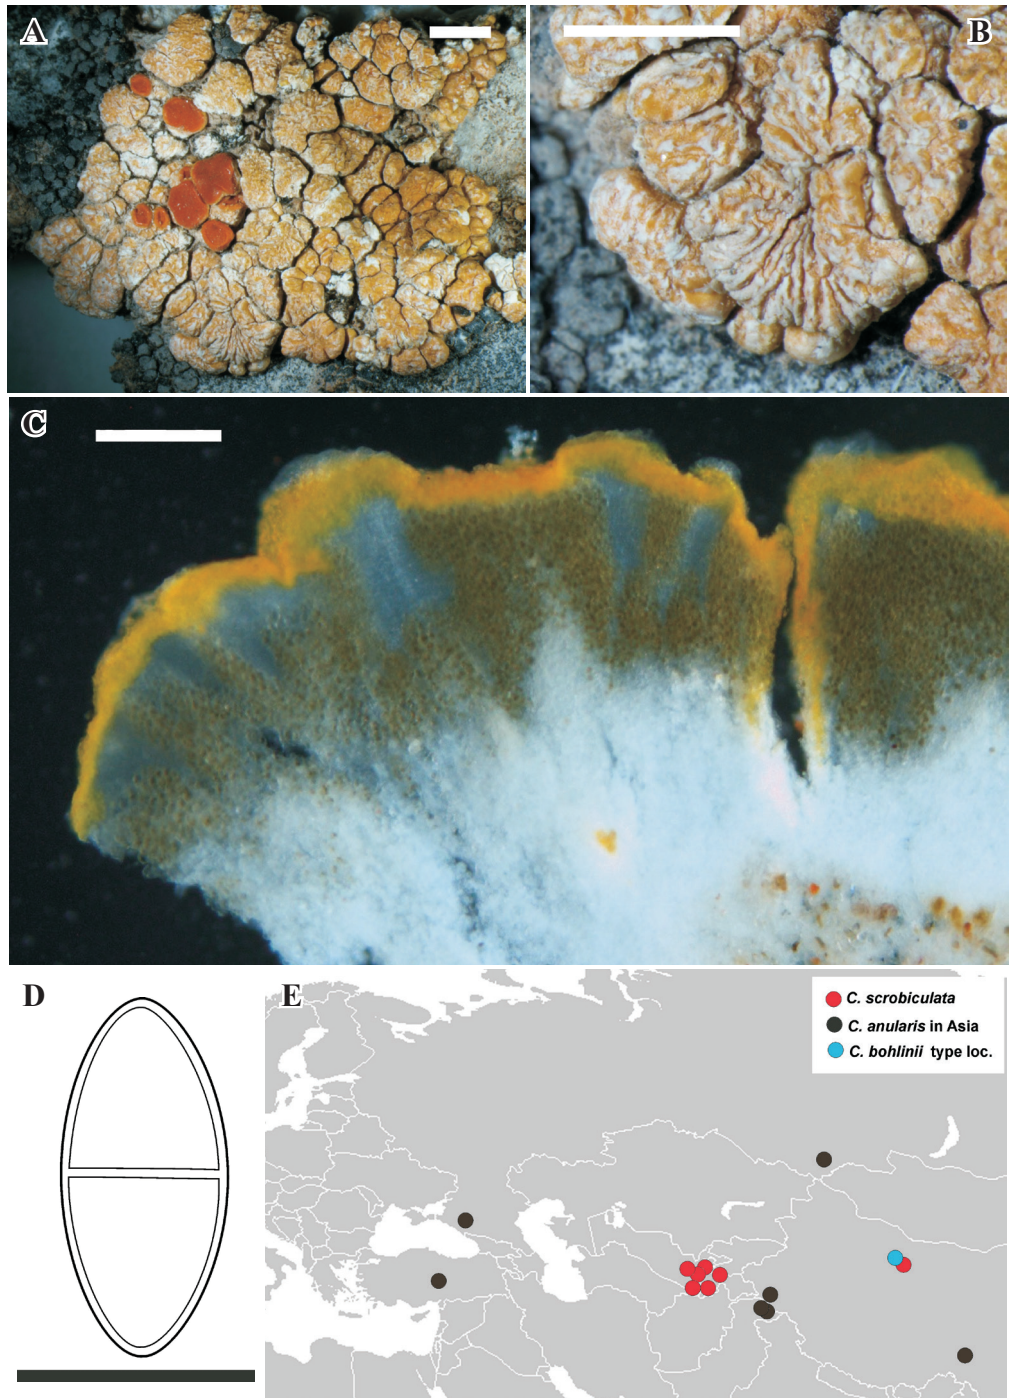 A
B
C
D
E
C. scrobiculata
C. anularis in Asia
C. bohlinii type loc.